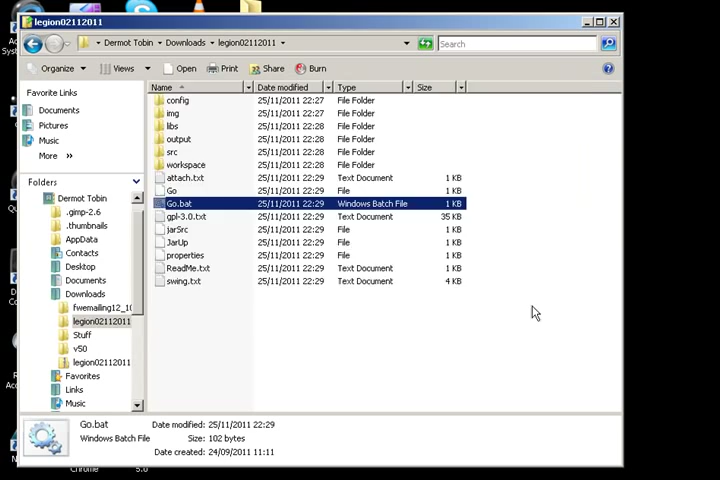 legion02112011
Dermot Tobin
Downloads
legion02112011
Search
Organize
Views
Open
Print
Share
Burn
Favorite Links
Documents
Pictures
Music
More »
Folders
Dermot Tobin
.gimp-2.6
.thumbnails
AppData
Contacts
Desktop
Documents
Downloads
fwemailing12_10
legion02112011
Stuff
v50
legion02112011
Favorites
Links
Music
Name Date modified Type Size
config 25/11/2011 22:27 File Folder
img 25/11/2011 22:27 File Folder
libs 25/11/2011 22:28 File Folder
output 25/11/2011 22:28 File Folder
src 25/11/2011 22:28 File Folder
workspace 25/11/2011 22:28 File Folder
attach.txt 25/11/2011 22:29 Text Document 1 KB
Go 25/11/2011 22:29 File 1 KB
Go.bat 25/11/2011 22:29 Windows Batch File 1 KB
gpl-3.0.txt 25/11/2011 22:29 Text Document 35 KB
jarSrc 25/11/2011 22:29 File 1 KB
JarUp 25/11/2011 22:29 File 1 KB
properties 25/11/2011 22:29 File 1 KB
ReadMe.txt 25/11/2011 22:29 Text Document 1 KB
swing.txt 25/11/2011 22:29 Text Document 4 KB
Go.bat Date modified: 25/11/2011 22:29
Windows Batch File Size: 102 bytes
Date created: 24/09/2011 11:11
Chrome 5.0